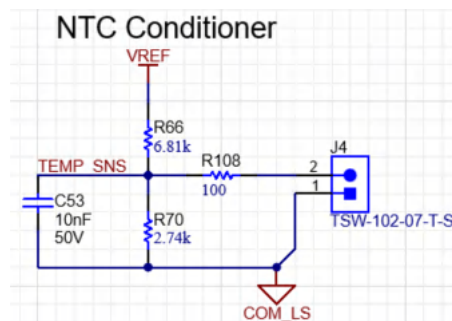 NTC Conditioner
VREF
R66
6.81k
TEMP_SNS
R108
100
J4
2
1
C53
10nF
50V
R70
2.74k
TSW-102-07-T-S
COM_LS